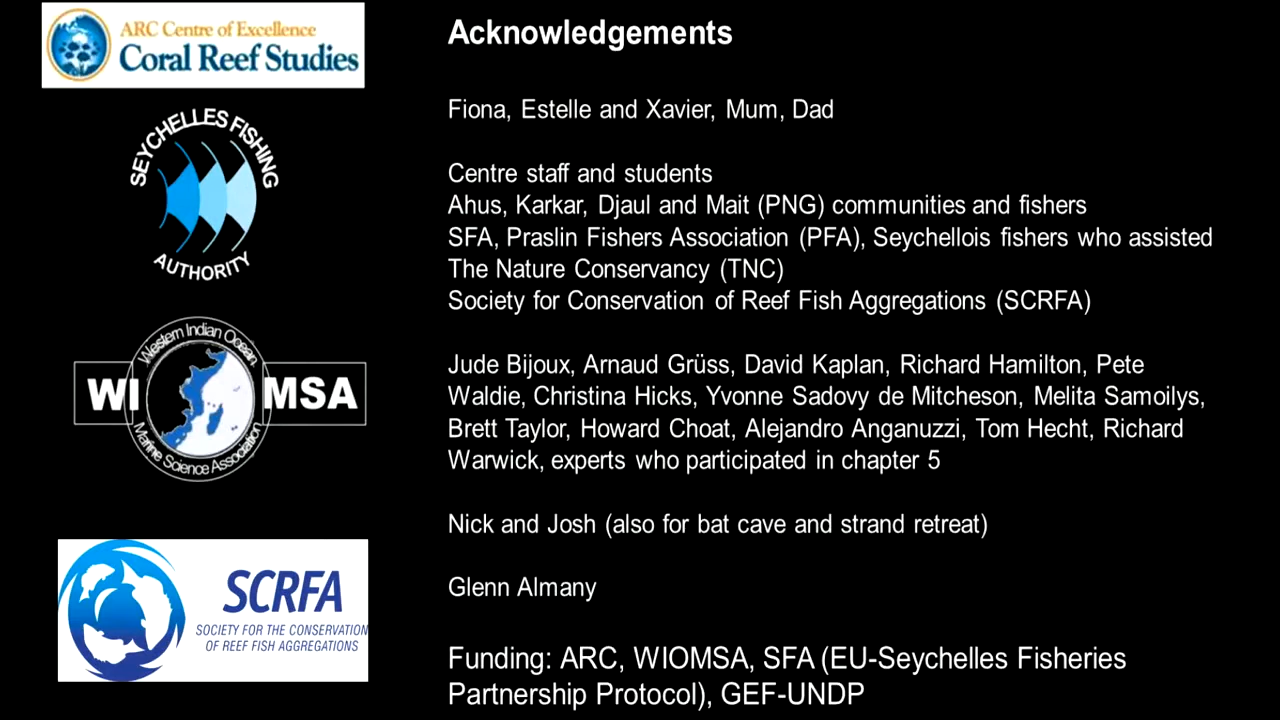 ARC Centre of Excellence
Coral Reef Studies
SEYCHELLES FISHING
AUTHORITY
Western Indian Ocean
WI MSA
Marine Science Association
SCRFA
SOCIETY FOR THE CONSERVATION
OF REEF FISH AGGREGATIONS
Acknowledgements
Fiona, Estelle and Xavier, Mum, Dad
Centre staff and students
Ahus, Karkar, Djaul and Mait (PNG) communities and fishers
SFA, Praslin Fishers Association (PFA), Seychellois fishers who assisted
The Nature Conservancy (TNC)
Society for Conservation of Reef Fish Aggregations (SCRFA)
Jude Bijoux, Arnaud Grüss, David Kaplan, Richard Hamilton, Pete
Waldie, Christina Hicks, Yvonne Sadovy de Mitcheson, Melita Samoilys,
Brett Taylor, Howard Choat, Alejandro Anganuzzi, Tom Hecht, Richard
Warwick, experts who participated in chapter 5
Nick and Josh (also for bat cave and strand retreat)
Glenn Almany
Funding: ARC, WIOMSA, SFA (EU-Seychelles Fisheries
Partnership Protocol), GEF-UNDP